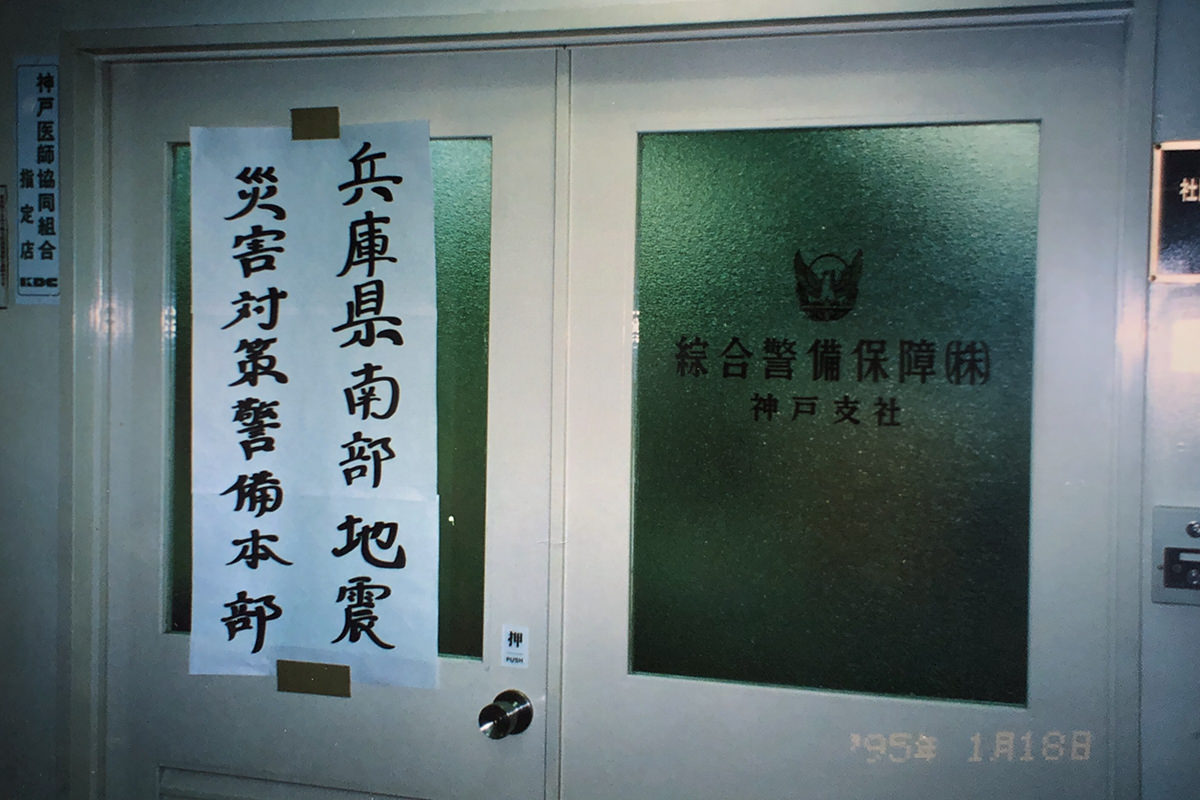 神戸医師協同組合
指定店
KDC
兵庫県南部地震
災害対策警備本部
押
PUSH
綜合警備保障(株)
神戸支社
社
'95年 1月18日